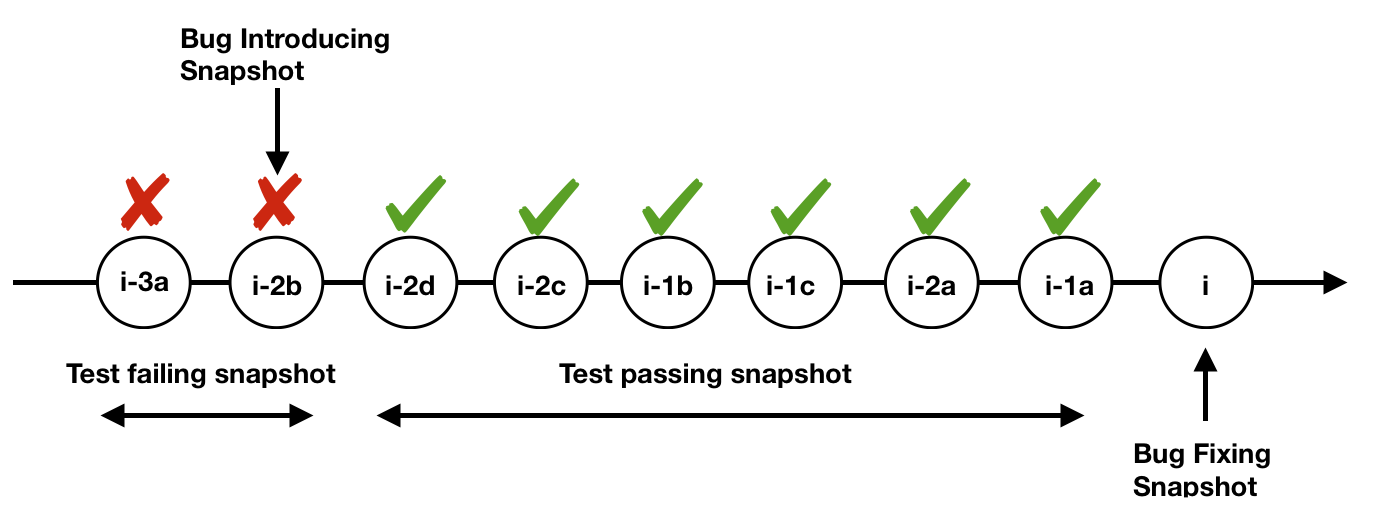 Bug Introducing
Snapshot
i-3a
i-2b
i-2d
i-2c
i-1b
i-1c
i-2a
i-1a
i
Test failing snapshot
Test passing snapshot
Bug Fixing
Snapshot